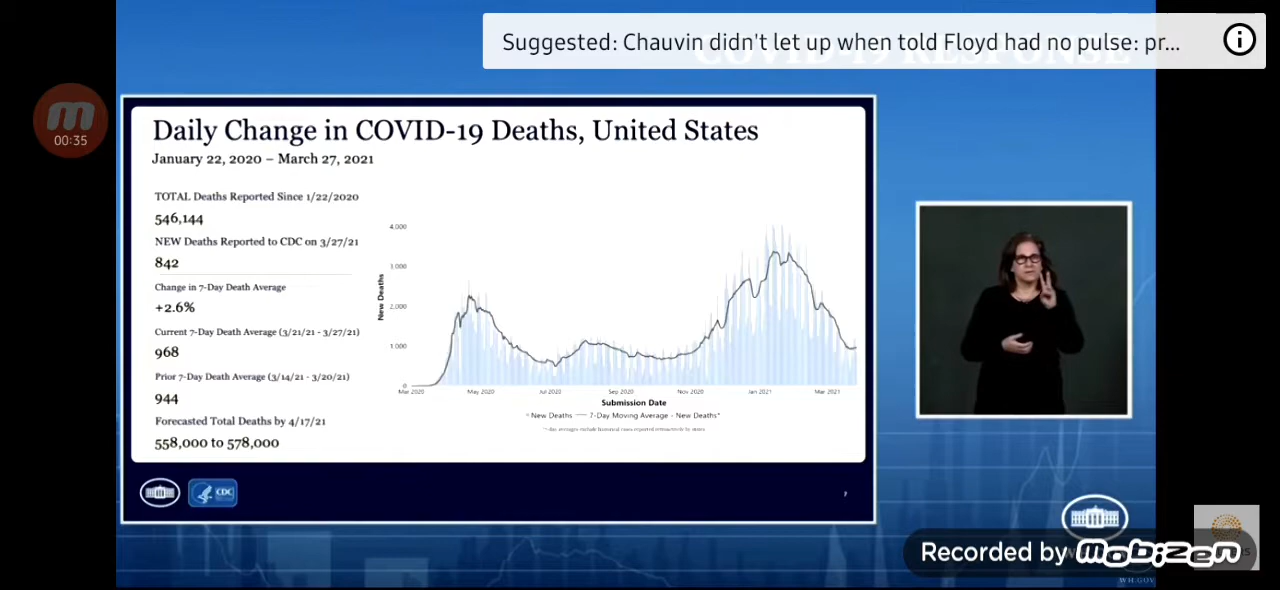 Suggested: Chauvin didn't let up when told Floyd had no pulse: pr...
COVID-19 RESPONSE
00:35
Daily Change in COVID-19 Deaths, United States
January 22, 2020 – March 27, 2021
TOTAL Deaths Reported Since 1/22/2020
546,144
NEW Deaths Reported to CDC on 3/27/21
842
Change in 7-Day Death Average
+2.6%
Current 7-Day Death Average (3/21/21 - 3/27/21)
968
Prior 7-Day Death Average (3/14/21 - 3/20/21)
944
Forecasted Total Deaths by 4/17/21
558,000 to 578,000
New Deaths
4,000
3,000
2,000
1,000
0
Mar 2020 May 2020 Jul 2020 Sep 2020 Nov 2020 Jan 2021 Mar 2021
Submission Date
New Deaths 7-Day Moving Average - New Deaths*
CDC
7
Recorded by Mobizen
WH.GOV